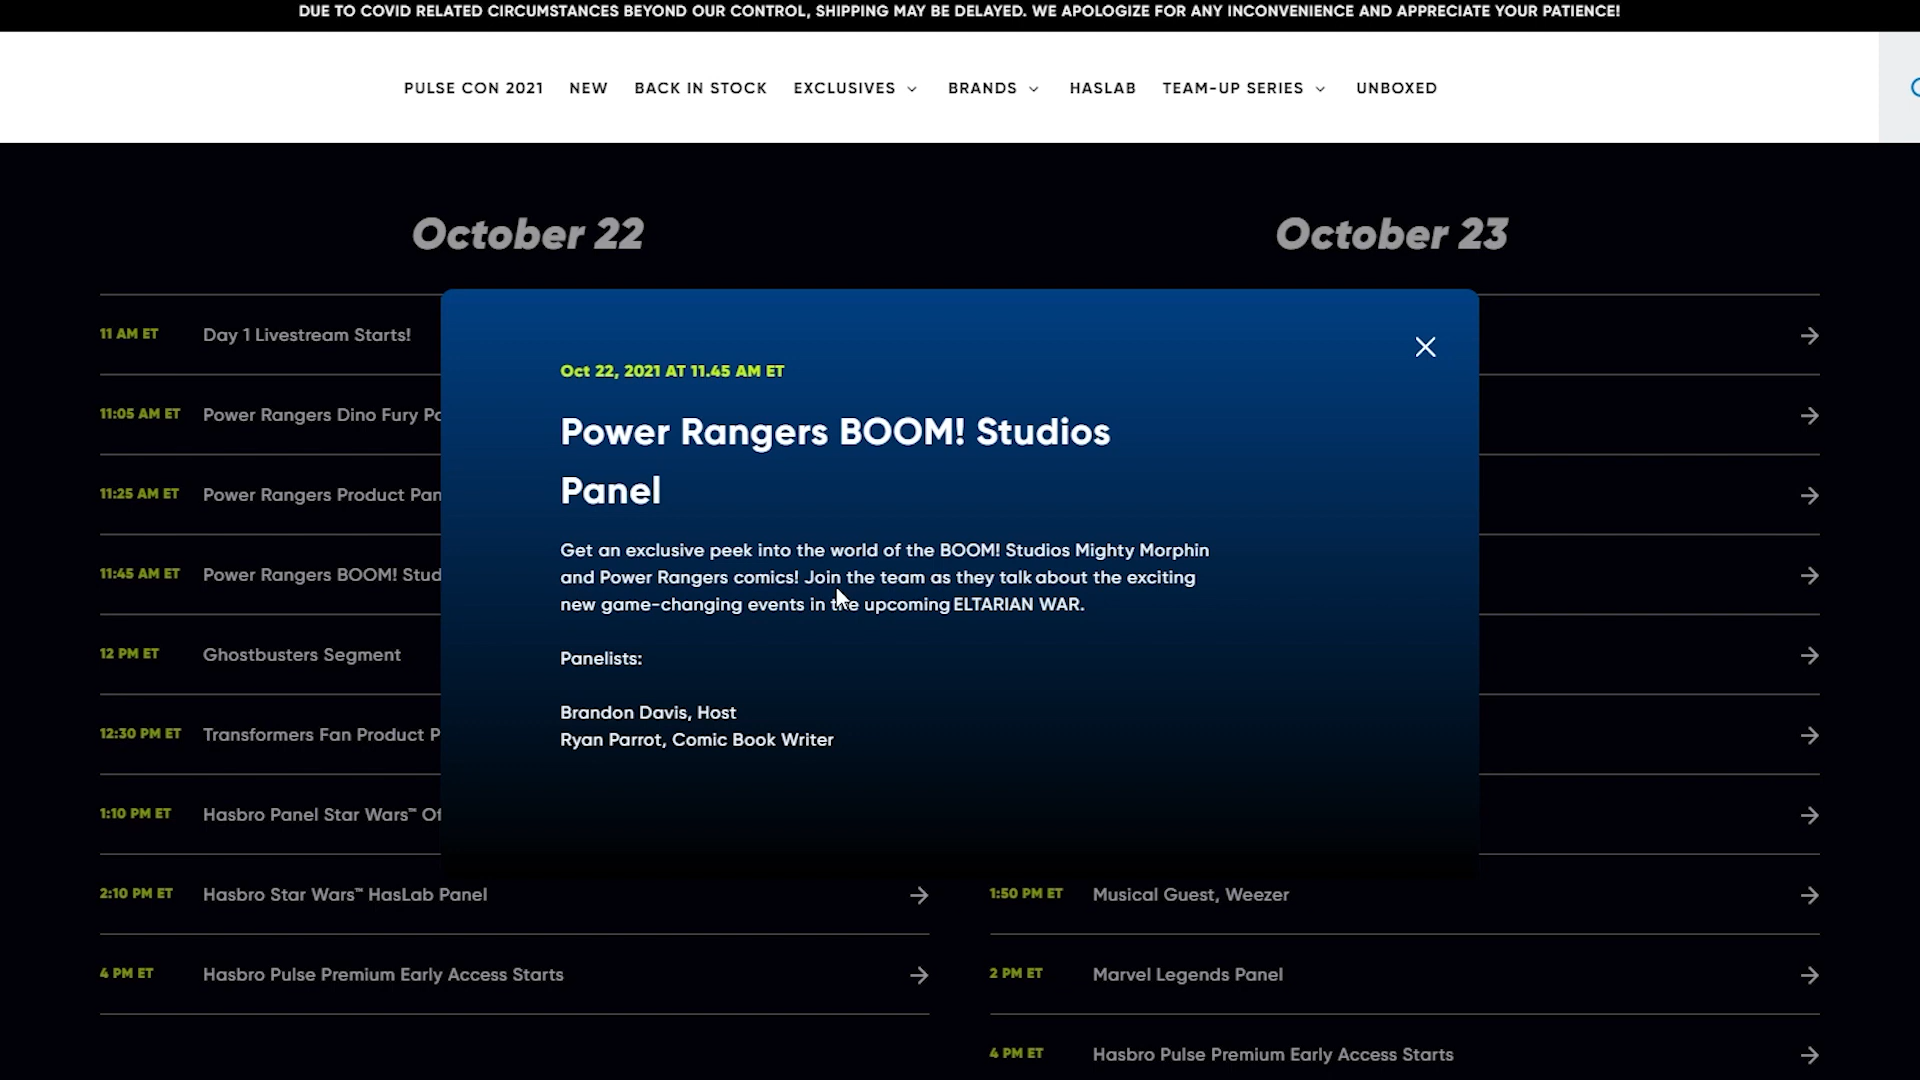 DUE TO COVID RELATED CIRCUMSTANCES BEYOND OUR CONTROL, SHIPPING MAY BE DELAYED. WE APOLOGIZE FOR ANY INCONVENIENCE AND APPRECIATE YOUR PATIENCE!
PULSE CON 2021 NEW BACK IN STOCK EXCLUSIVES BRANDS HASLAB TEAM-UP SERIES UNBOXED
October 22
11 AM ET Day 1 Livestream Starts!
11:05 AM ET Power Rangers Dino Fury
11:25 AM ET Power Rangers Product
11:45 AM ET Power Rangers BOOM!
12 PM ET Ghostbusters Segment
12:30 PM ET Transformers Fan Product
1:10 PM ET Hasbro Panel Star Wars™
2:10 PM ET Hasbro Star Wars™ HasLab Panel
4 PM ET Hasbro Pulse Premium Early Access Starts
Oct 22, 2021 AT 11.45 AM ET
Power Rangers BOOM! Studios
Panel
Get an exclusive peek into the world of the BOOM! Studios Mighty Morphin
and Power Rangers comics! Join the team as they talk about the exciting
new game-changing events in the upcoming ELTARIAN WAR.
Panelists:
Brandon Davis, Host
Ryan Parrot, Comic Book Writer
October 23
1:50 PM ET Musical Guest, Weezer
2 PM ET Marvel Legends Panel
4 PM ET Hasbro Pulse Premium Early Access Starts